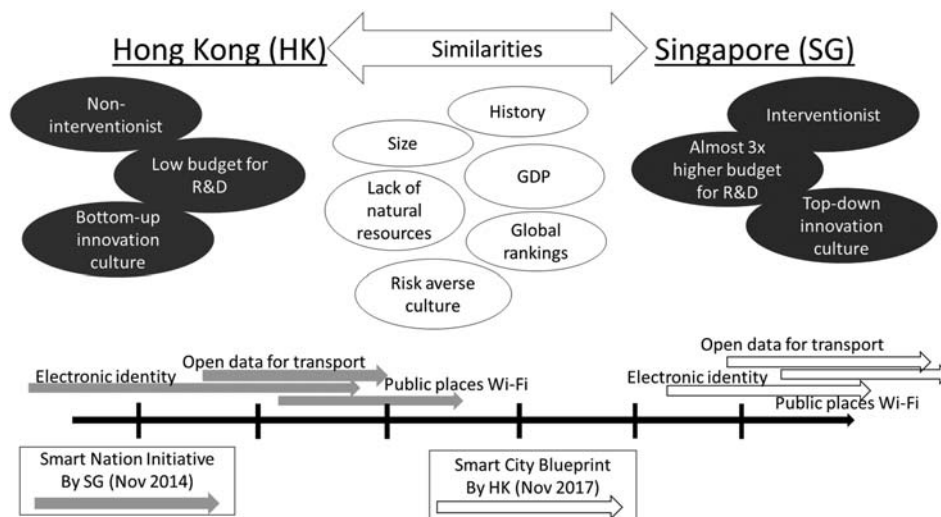 Hong Kong (HK)
Similarities
Singapore (SG)
Non-
interventionist
Low budget for
R&D
Bottom-up
innovation
culture
History
Size
GDP
Lack of
natural
resources
Global
rankings
Risk averse
culture
Interventionist
Almost 3x
higher budget
for R&D
Top-down
innovation
culture
Open data for transport
Electronic identity
Public places Wi-Fi
Open data for transport
Electronic identity
Public places Wi-Fi
Smart Nation Initiative
By SG (Nov 2014)
Smart City Blueprint
By HK (Nov 2017)